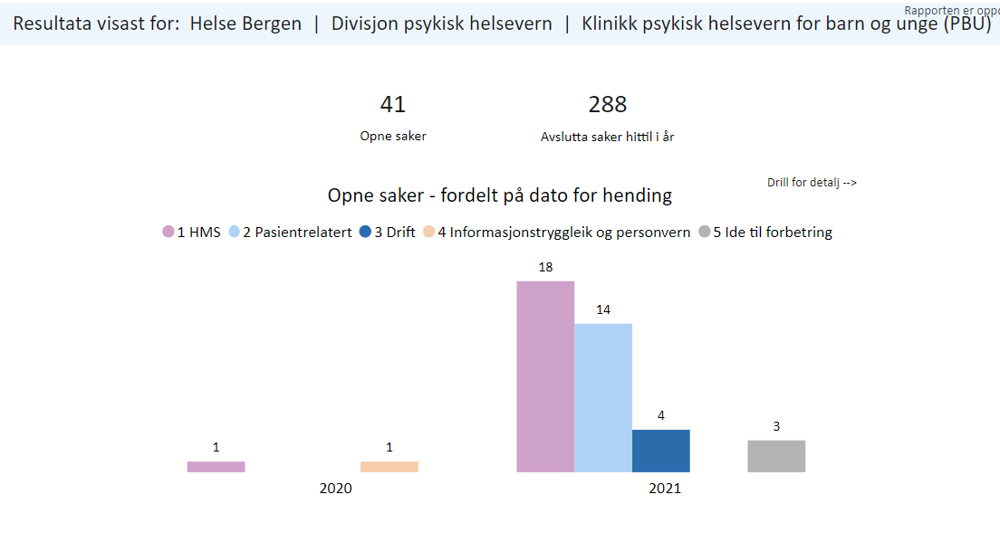 Rapporten er
Resultata visast for: Helse Bergen | Divisjon psykisk helsevern | Klinikk psykisk helsevern for barn og unge (PBU)
41 288
Opne saker Avslutta saker hittil i år
Drill for detalj -->
Opne saker - fordelt på dato for hending
1 HMS 2 Pasientrelatert 3 Drift 4 Informasjonstryggleik og personvern 5 Ide til forbetring
18
14
4
3
1 1
2020 2021